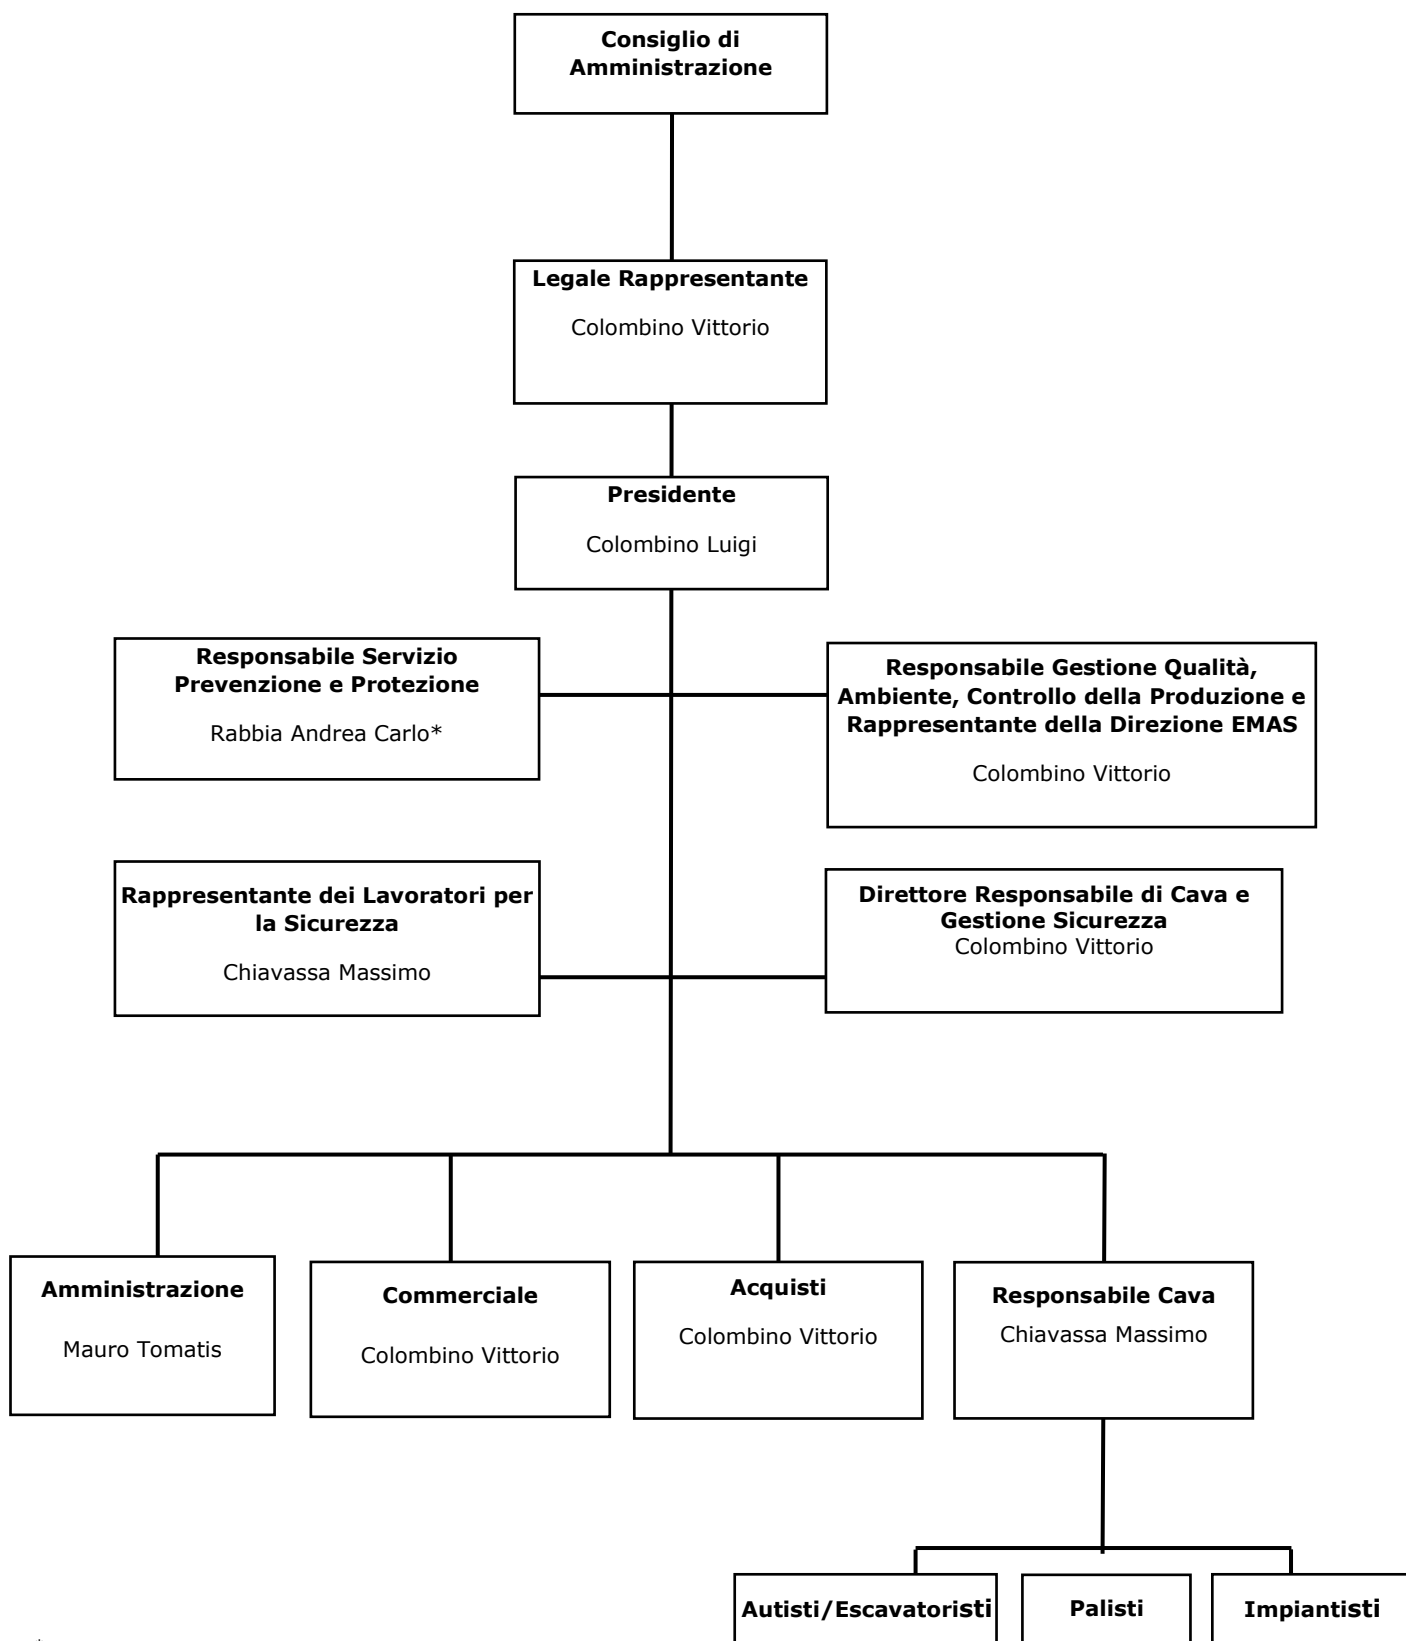 Consiglio di
Amministrazione
Legale Rappresentante
Colombino Vittorio
Presidente
Colombino Luigi
Responsabile Servizio
Prevenzione e Protezione
Rabbia Andrea Carlo*
Responsabile Gestione Qualità,
Ambiente, Controllo della Produzione e
Rappresentante della Direzione EMAS
Colombino Vittorio
Rappresentante dei Lavoratori per
la Sicurezza
Chiavassa Massimo
Direttore Responsabile di Cava e
Gestione Sicurezza
Colombino Vittorio
Amministrazione
Mauro Tomatis
Commerciale
Colombino Vittorio
Acquisti
Colombino Vittorio
Responsabile Cava
Chiavassa Massimo
Autisti/Escavatoristi
Palisti
Impiantisti
*